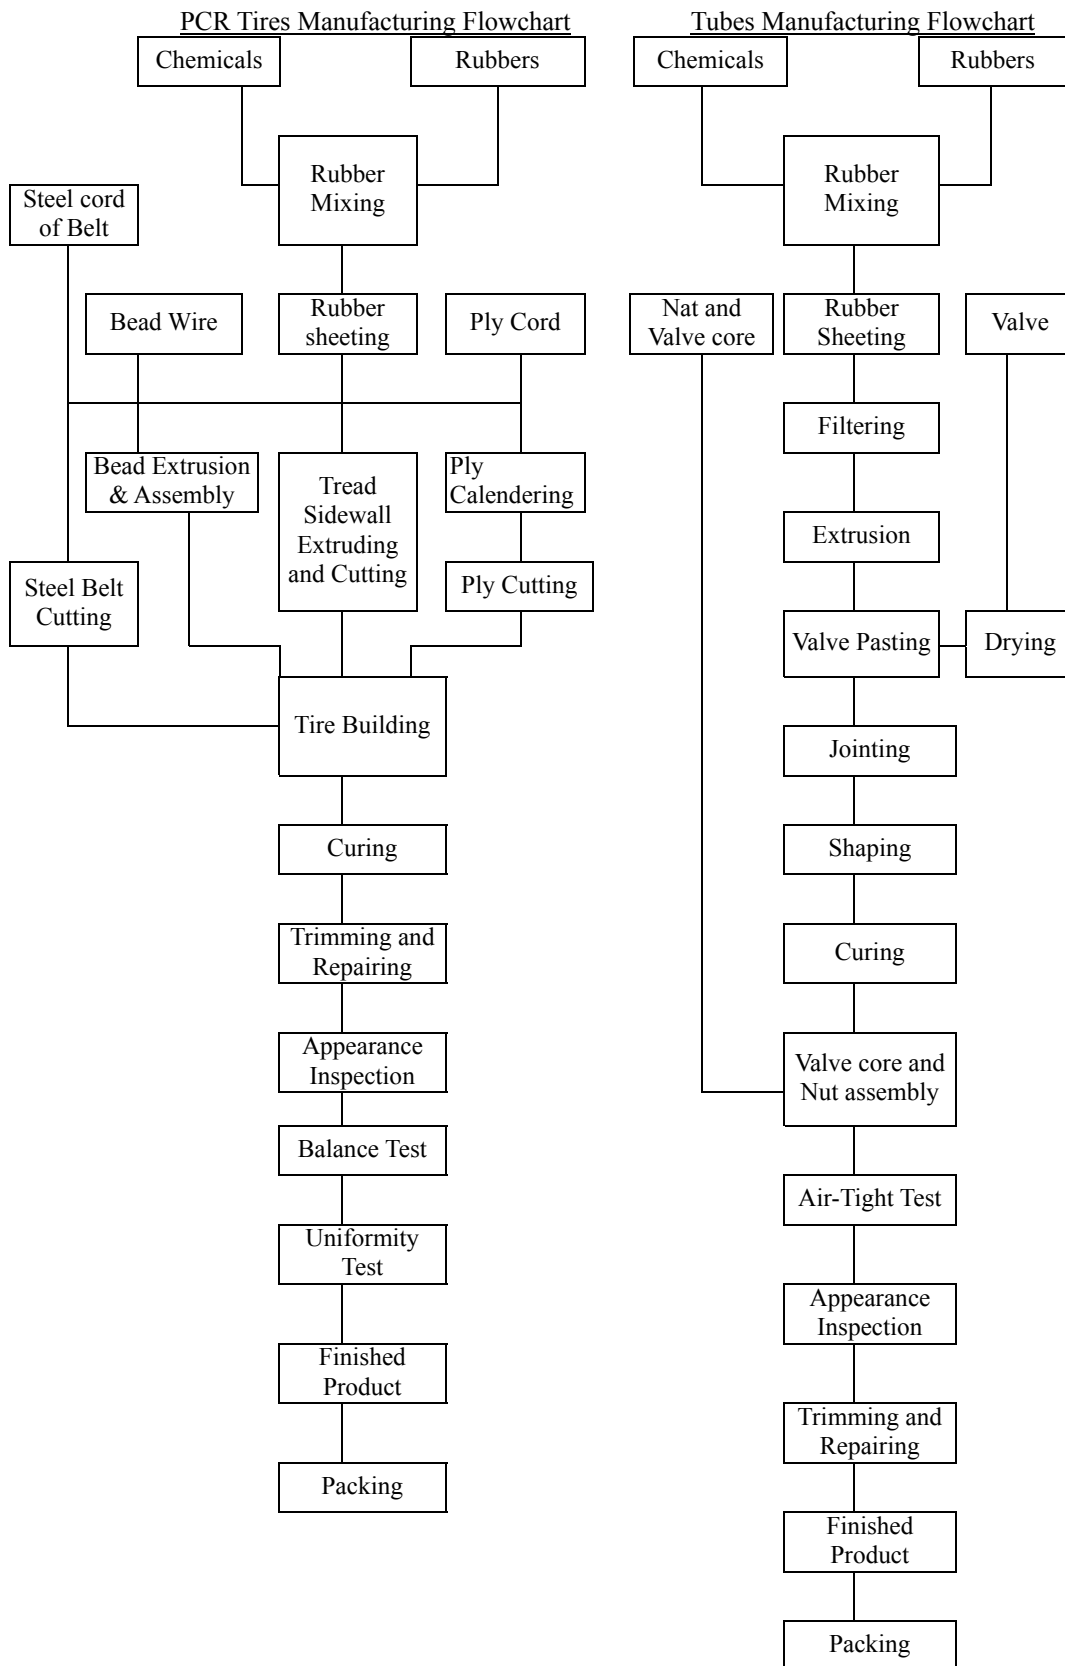 PCR Tires Manufacturing Flowchart
Chemicals
Rubbers
Rubber
Mixing
Steel cord
of Belt
Bead Wire
Rubber
sheeting
Ply Cord
Bead Extrusion
& Assembly
Tread
Sidewall
Extruding
and Cutting
Ply
Calendering
Steel Belt
Cutting
Ply Cutting
Tire Building
Curing
Trimming and
Repairing
Appearance
Inspection
Balance Test
Uniformity
Test
Finished
Product
Packing
Tubes Manufacturing Flowchart
Chemicals
Rubbers
Rubber
Mixing
Nat and
Valve core
Rubber
Sheeting
Valve
Filtering
Extrusion
Valve Pasting
Drying
Jointing
Shaping
Curing
Valve core and
Nut assembly
Air-Tight Test
Appearance
Inspection
Trimming and
Repairing
Finished
Product
Packing